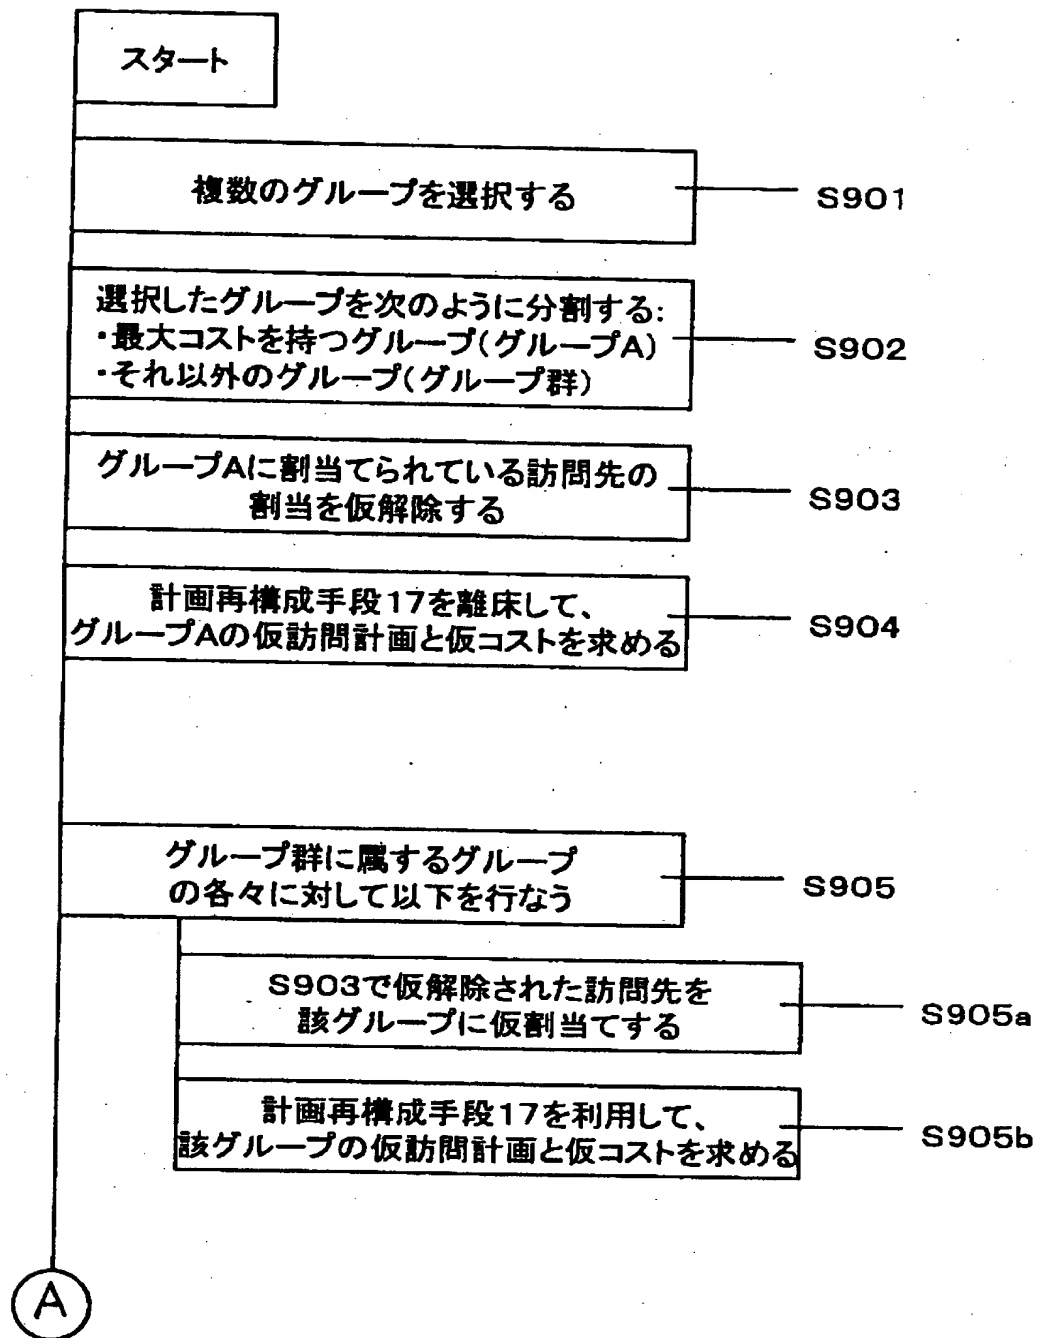 スタート
複数のグループを選択する
S901
選択したグループを次のように分割する:
・最大コストを持つグループ(グループA)
・それ以外のグループ(グループ群)
S902
グループAに割当てられている訪問先の
割当を仮解除する
S903
計画再構成手段17を離床して、
グループAの仮訪問計画と仮コストを求める
S904
グループ群に属するグループ
の各々に対して以下を行なう
S905
S903で仮解除された訪問先を
該グループに仮割当てする
S905a
計画再構成手段17を利用して、
該グループの仮訪問計画と仮コストを求める
S905b
A